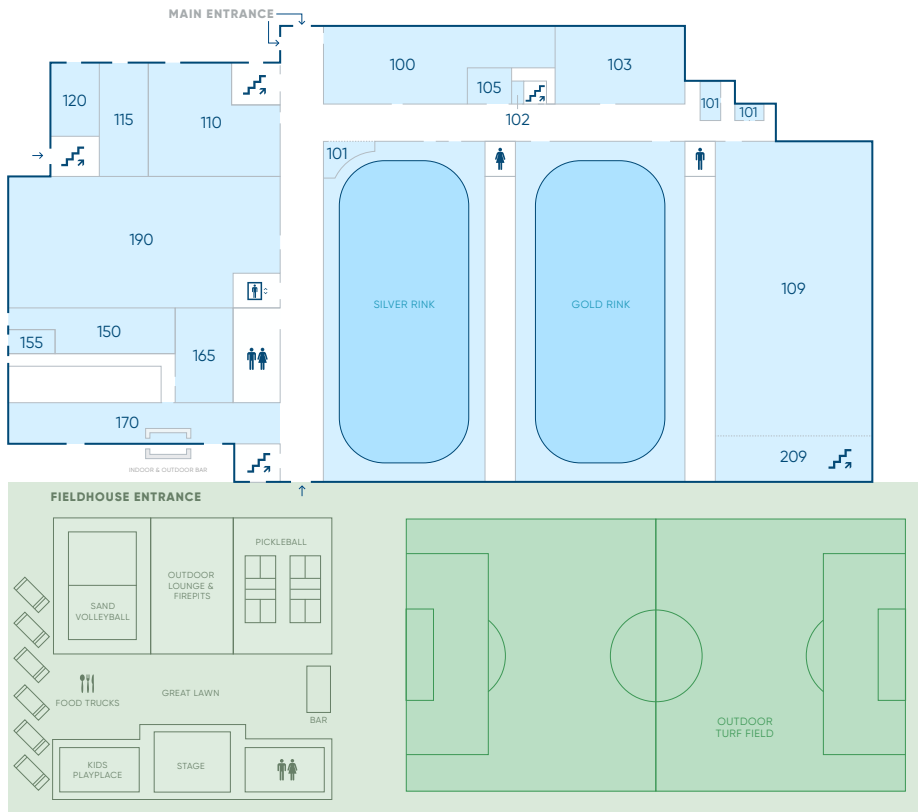 MAIN ENTRANCE
100
103
105
102
101
101
120
115
110
101
190
SILVER RINK
GOLD RINK
109
150
155
165
170
209
INDOOR & OUTDOOR BAR
FIELDHOUSE ENTRANCE
SAND
VOLLEYBALL
OUTDOOR
LOUNGE &
FIREPITS
PICKLEBALL
FOOD TRUCKS
GREAT LAWN
BAR
KIDS
PLAYPLACE
STAGE
OUTDOOR
TURF FIELD